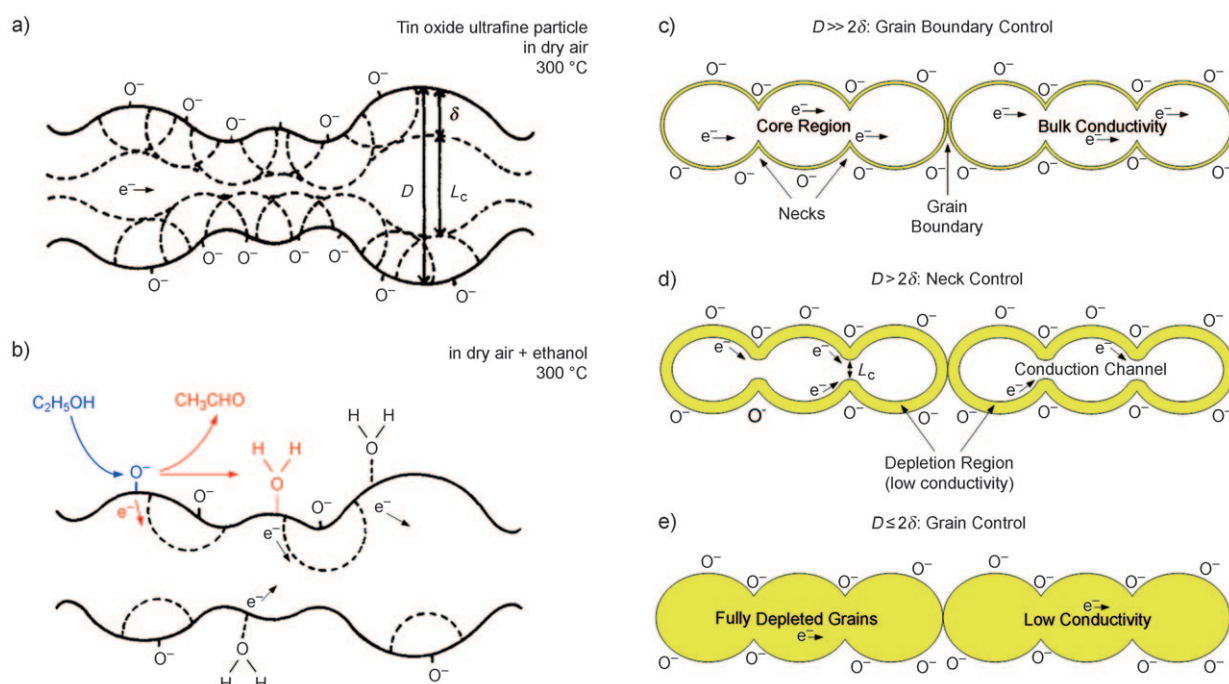 a)
Tin oxide ultrafine particle
in dry air
300 °C
O⁻
O⁻
O⁻
O⁻
O⁻
O⁻
δ
e⁻
D
L_c
O⁻
O⁻
O⁻
O⁻
O⁻
O⁻
O⁻
b)
in dry air + ethanol
300 °C
C₂H₅OH
CH₃CHO
H H
O
H H
O
O⁻
O⁻
O⁻
e⁻
e⁻
e⁻
e⁻
O⁻
O⁻
O
H H
c)
D >> 2δ: Grain Boundary Control
O⁻ O⁻ O⁻ O⁻ O⁻ O⁻ O⁻ O⁻
e⁻ e⁻ e⁻
Core Region
e⁻ e⁻ e⁻
Bulk Conductivity
O⁻ O⁻ O⁻ O⁻ O⁻ O⁻ O⁻ O⁻
Necks
Grain
Boundary
d)
D > 2δ: Neck Control
O⁻ O⁻ O⁻ O⁻ O⁻ O⁻ O⁻ O⁻
e⁻ e⁻ e⁻
L_c
e⁻ e⁻
Conduction Channel
O⁻ O⁻ O⁻ O⁻ O⁻ O⁻ O⁻ O⁻
Depletion Region
(low conductivity)
e)
D ≤ 2δ: Grain Control
O⁻ O⁻ O⁻ O⁻ O⁻ O⁻ O⁻ O⁻
Fully Depleted Grains
e⁻
Low Conductivity
e⁻
O⁻ O⁻ O⁻ O⁻ O⁻ O⁻ O⁻ O⁻